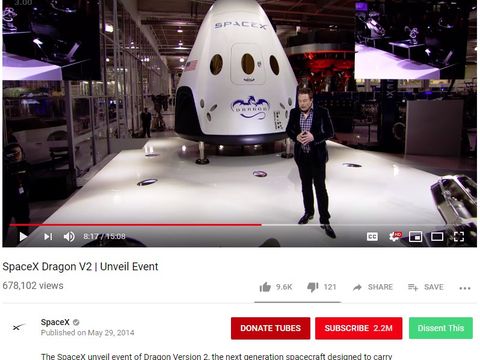 SPACEX
DRAGON
8:17 / 15:08
CC
HD
SpaceX Dragon V2 | Unveil Event
678,102 views
9.6K
121
SHARE
SAVE
SpaceX
Published on May 29, 2014
DONATE TUBES
SUBSCRIBE 2.2M
Dissent This
The SpaceX unveil event of Dragon Version 2, the next generation spacecraft designed to carry